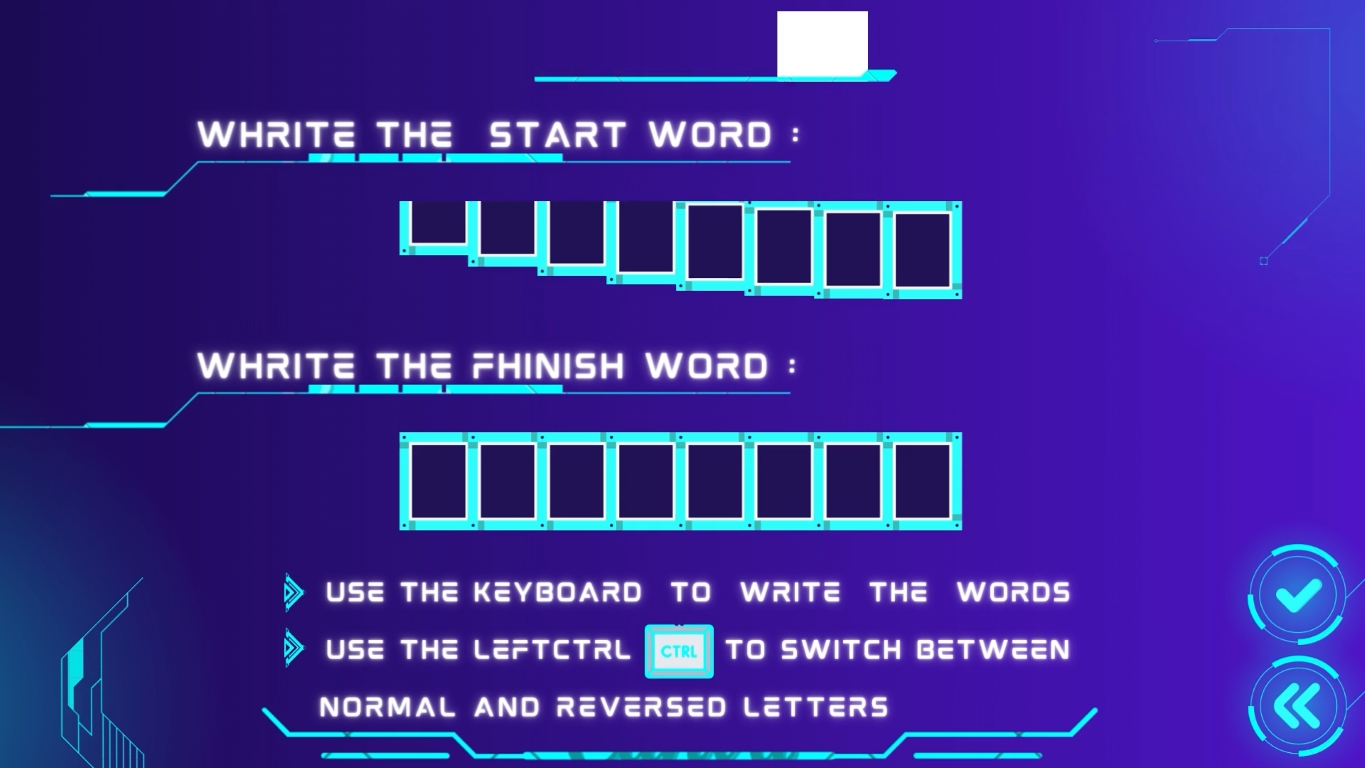 WHRITE THE START WORD :
WHRITE THE FHINISH WORD :
USE THE KEYBOARD TO WRITE THE WORDS
USE THE LEFTCTRL CTRL TO SWITCH BETWEEN
NORMAL AND REVERSED LETTERS